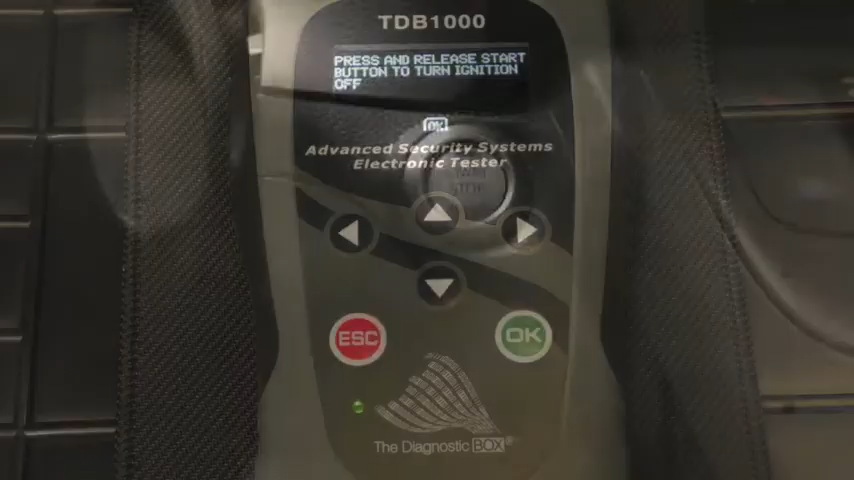 TDB1000
PRESS AND RELEASE START
BUTTON TO TURN IGNITION
OFF
OK
Advanced Security Systems
Electronic Tester
ESC
OK
The Diagnostic BOX®